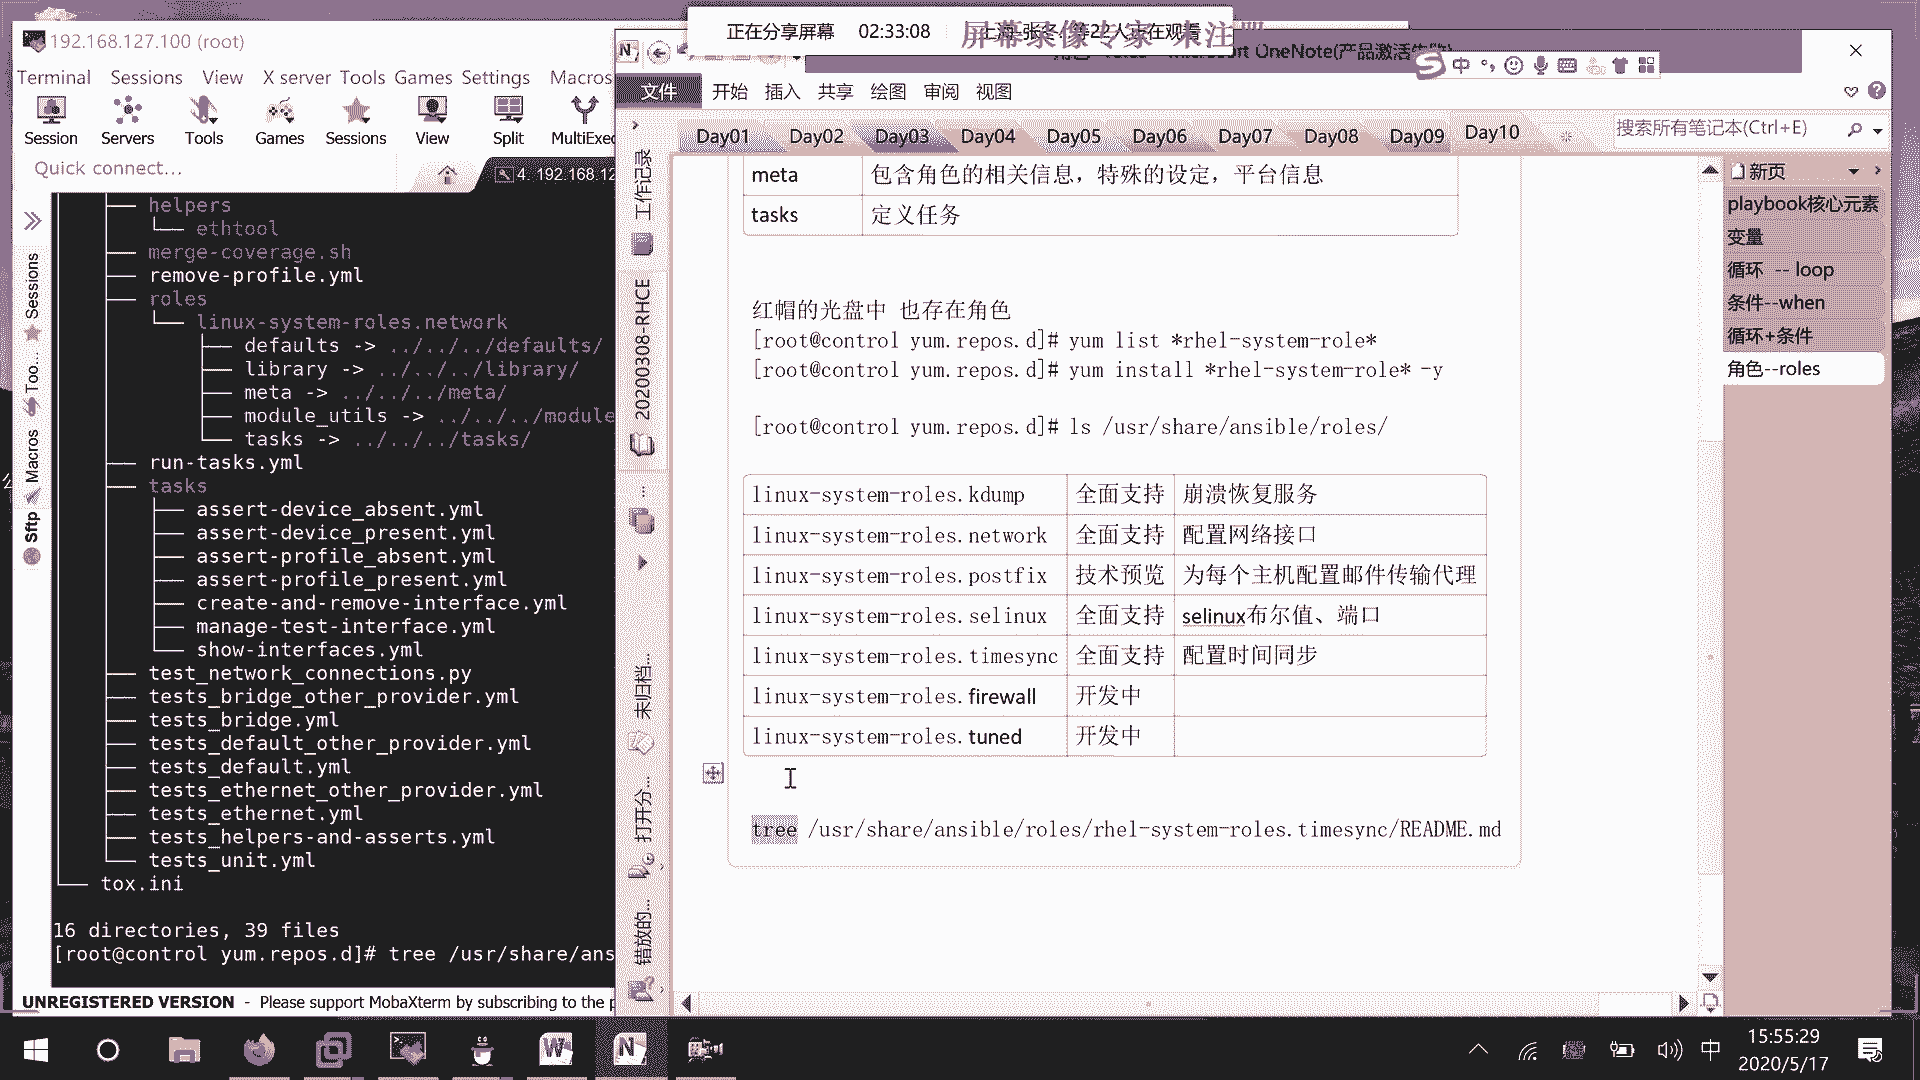 正在分享屏幕 02:33:08 上海-张冬. 等22人正在观看
屏幕录像专家 未注
192.168.127.100 (root)
Terminal Sessions View X server Tools Games Settings Macros
Session Servers Tools Games Sessions View Split MultiExec
Quick connect...
4. 192.168.12
Sessions
Too...
Macros
Sftp
helpers
└── ethtool
├── merge-coverage.sh
├── remove-profile.yml
├── roles
└── linux-system-roles.network
├── defaults -> ../../../defaults/
├── library -> ../../../library/
├── meta -> ../../../meta/
├── module_utils -> ../../../module
└── tasks -> ../../../tasks/
├── run-tasks.yml
├── tasks
├── assert-device_absent.yml
├── assert-device_present.yml
├── assert-profile_absent.yml
├── assert-profile_present.yml
├── create-and-remove-interface.yml
├── manage-test-interface.yml
└── show-interfaces.yml
├── test_network_connections.py
├── tests_bridge_other_provider.yml
├── tests_bridge.yml
├── tests_default_other_provider.yml
├── tests_default.yml
├── tests_ethernet_other_provider.yml
├── tests_ethernet.yml
├── tests_helpers-and-asserts.yml
└── tests_unit.yml
└── tox.ini
16 directories, 39 files
[root@control yum.repos.d]# tree /usr/share/ans
UNREGISTERED VERSION - Please support MobaXterm by subscribing to the p
OneNote(产品激活失败)
中
文件 开始 插入 共享 绘图 审阅 视图
Day01 Day02 Day03 Day04 Day05 Day06 Day07 Day08 Day09 Day10
搜索所有笔记本(Ctrl+E)
工作记录
20200308-RHCE
未归档...
打开分...
错放的...
meta 包含角色的相关信息，特殊的设定，平台信息
tasks 定义任务
红帽的光盘中 也存在角色
[root@control yum.repos.d]# yum list *rhel-system-role*
[root@control yum.repos.d]# yum install *rhel-system-role* -y
[root@control yum.repos.d]# ls /usr/share/ansible/roles/
linux-system-roles.kdump 全面支持 崩溃恢复服务
linux-system-roles.network 全面支持 配置网络接口
linux-system-roles.postfix 技术预览 为每个主机配置邮件传输代理
linux-system-roles.selinux 全面支持 selinux布尔值、端口
linux-system-roles.timesync 全面支持 配置时间同步
linux-system-roles.firewall 开发中
linux-system-roles.tuned 开发中
tree /usr/share/ansible/roles/rhel-system-roles.timesync/README.md
新页
playbook核心元素
变量
循环 -- loop
条件--when
循环+条件
角色--roles
中
15:55:29
2020/5/17